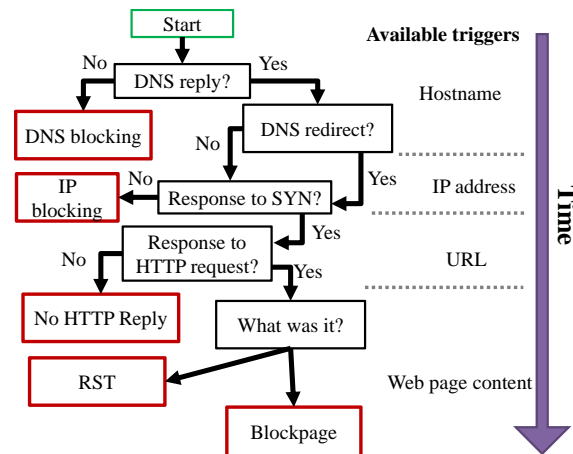 Start
Available triggers
No
Yes
DNS reply?
Hostname
DNS blocking
No
DNS redirect?
Yes
IP
blocking
No
Response to SYN?
IP address
Yes
Response to
HTTP request?
No
Yes
URL
No HTTP Reply
What was it?
RST
Web page content
Blockpage
Time